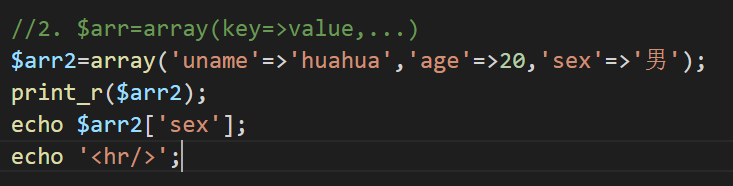 //2. $arr=array(key=>value,...)
$arr2=array('uname'=>'huahua','age'=>20,'sex'=>'男');
print_r($arr2);
echo $arr2['sex'];
echo '<hr/>';